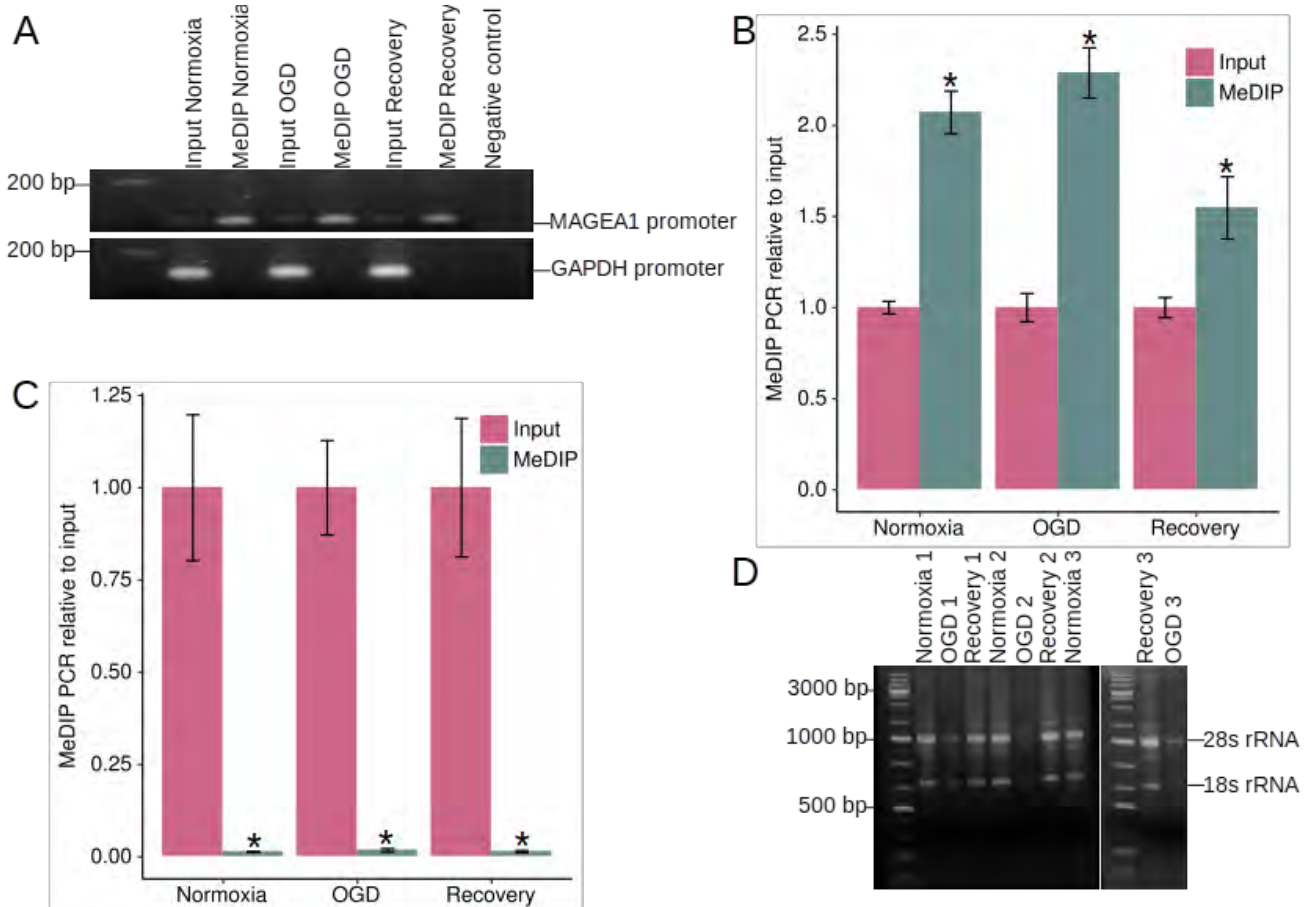 A
Input Normoxia
MeDIP Normoxia
Input OGD
MeDIP OGD
Input Recovery
MeDIP Recovery
Negative control
200 bp
MAGEA1 promoter
200 bp
GAPDH promoter
B
MeDIP PCR relative to input
2.5
2.0
1.5
1.0
0.5
0.0
Input
MeDIP
*
*
*
Normoxia OGD Recovery
C
MeDIP PCR relative to input
1.25
1.00
0.75
0.50
0.25
0.00
Input
MeDIP
* * *
Normoxia OGD Recovery
D
Normoxia 1
OGD 1
Recovery 1
Normoxia 2
OGD 2
Recovery 2
Normoxia 3
Recovery 3
OGD 3
3000 bp
1000 bp
500 bp
28s rRNA
18s rRNA